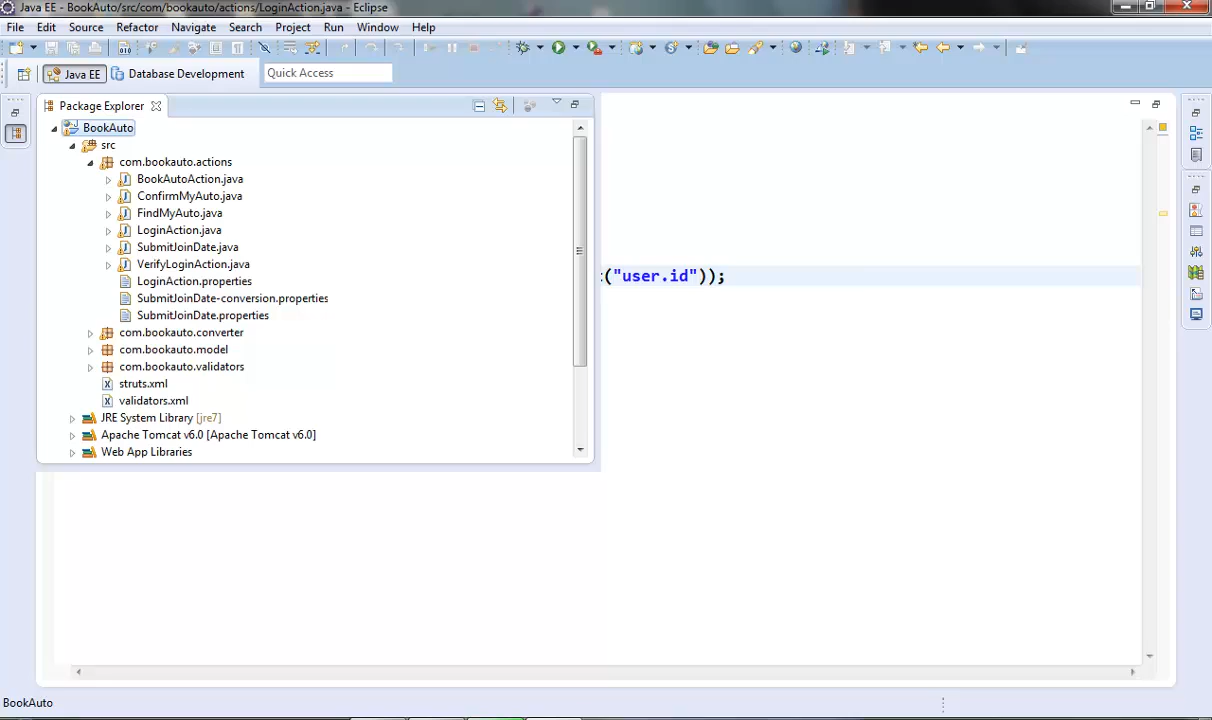 Java EE - BookAuto/src/com/bookauto/actions/LoginAction.java - Eclipse
File Edit Source Refactor Navigate Search Project Run Window Help
Java EE Database Development Quick Access
Package Explorer
BookAuto
src
com.bookauto.actions
BookAutoAction.java
ConfirmMyAuto.java
FindMyAuto.java
LoginAction.java
SubmitJoinDate.java
VerifyLoginAction.java
("user.id"));
LoginAction.properties
SubmitJoinDate-conversion.properties
SubmitJoinDate.properties
com.bookauto.converter
com.bookauto.model
com.bookauto.validators
struts.xml
validators.xml
JRE System Library [jre7]
Apache Tomcat v6.0 [Apache Tomcat v6.0]
Web App Libraries
BookAuto